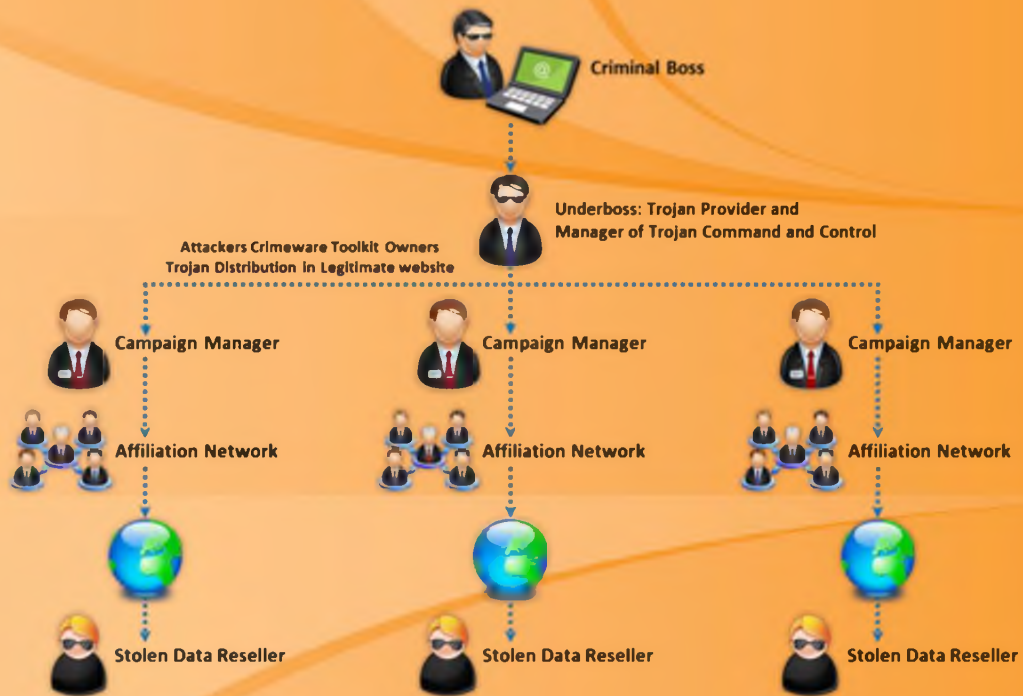 Criminal Boss
Underboss: Trojan Provider and
Manager of Trojan Command and Control
Attackers Crimeware Toolkit Owners
Trojan Distribution in Legitimate website
Campaign Manager
Campaign Manager
Campaign Manager
Affiliation Network
Affiliation Network
Affiliation Network
Stolen Data Reseller
Stolen Data Reseller
Stolen Data Reseller